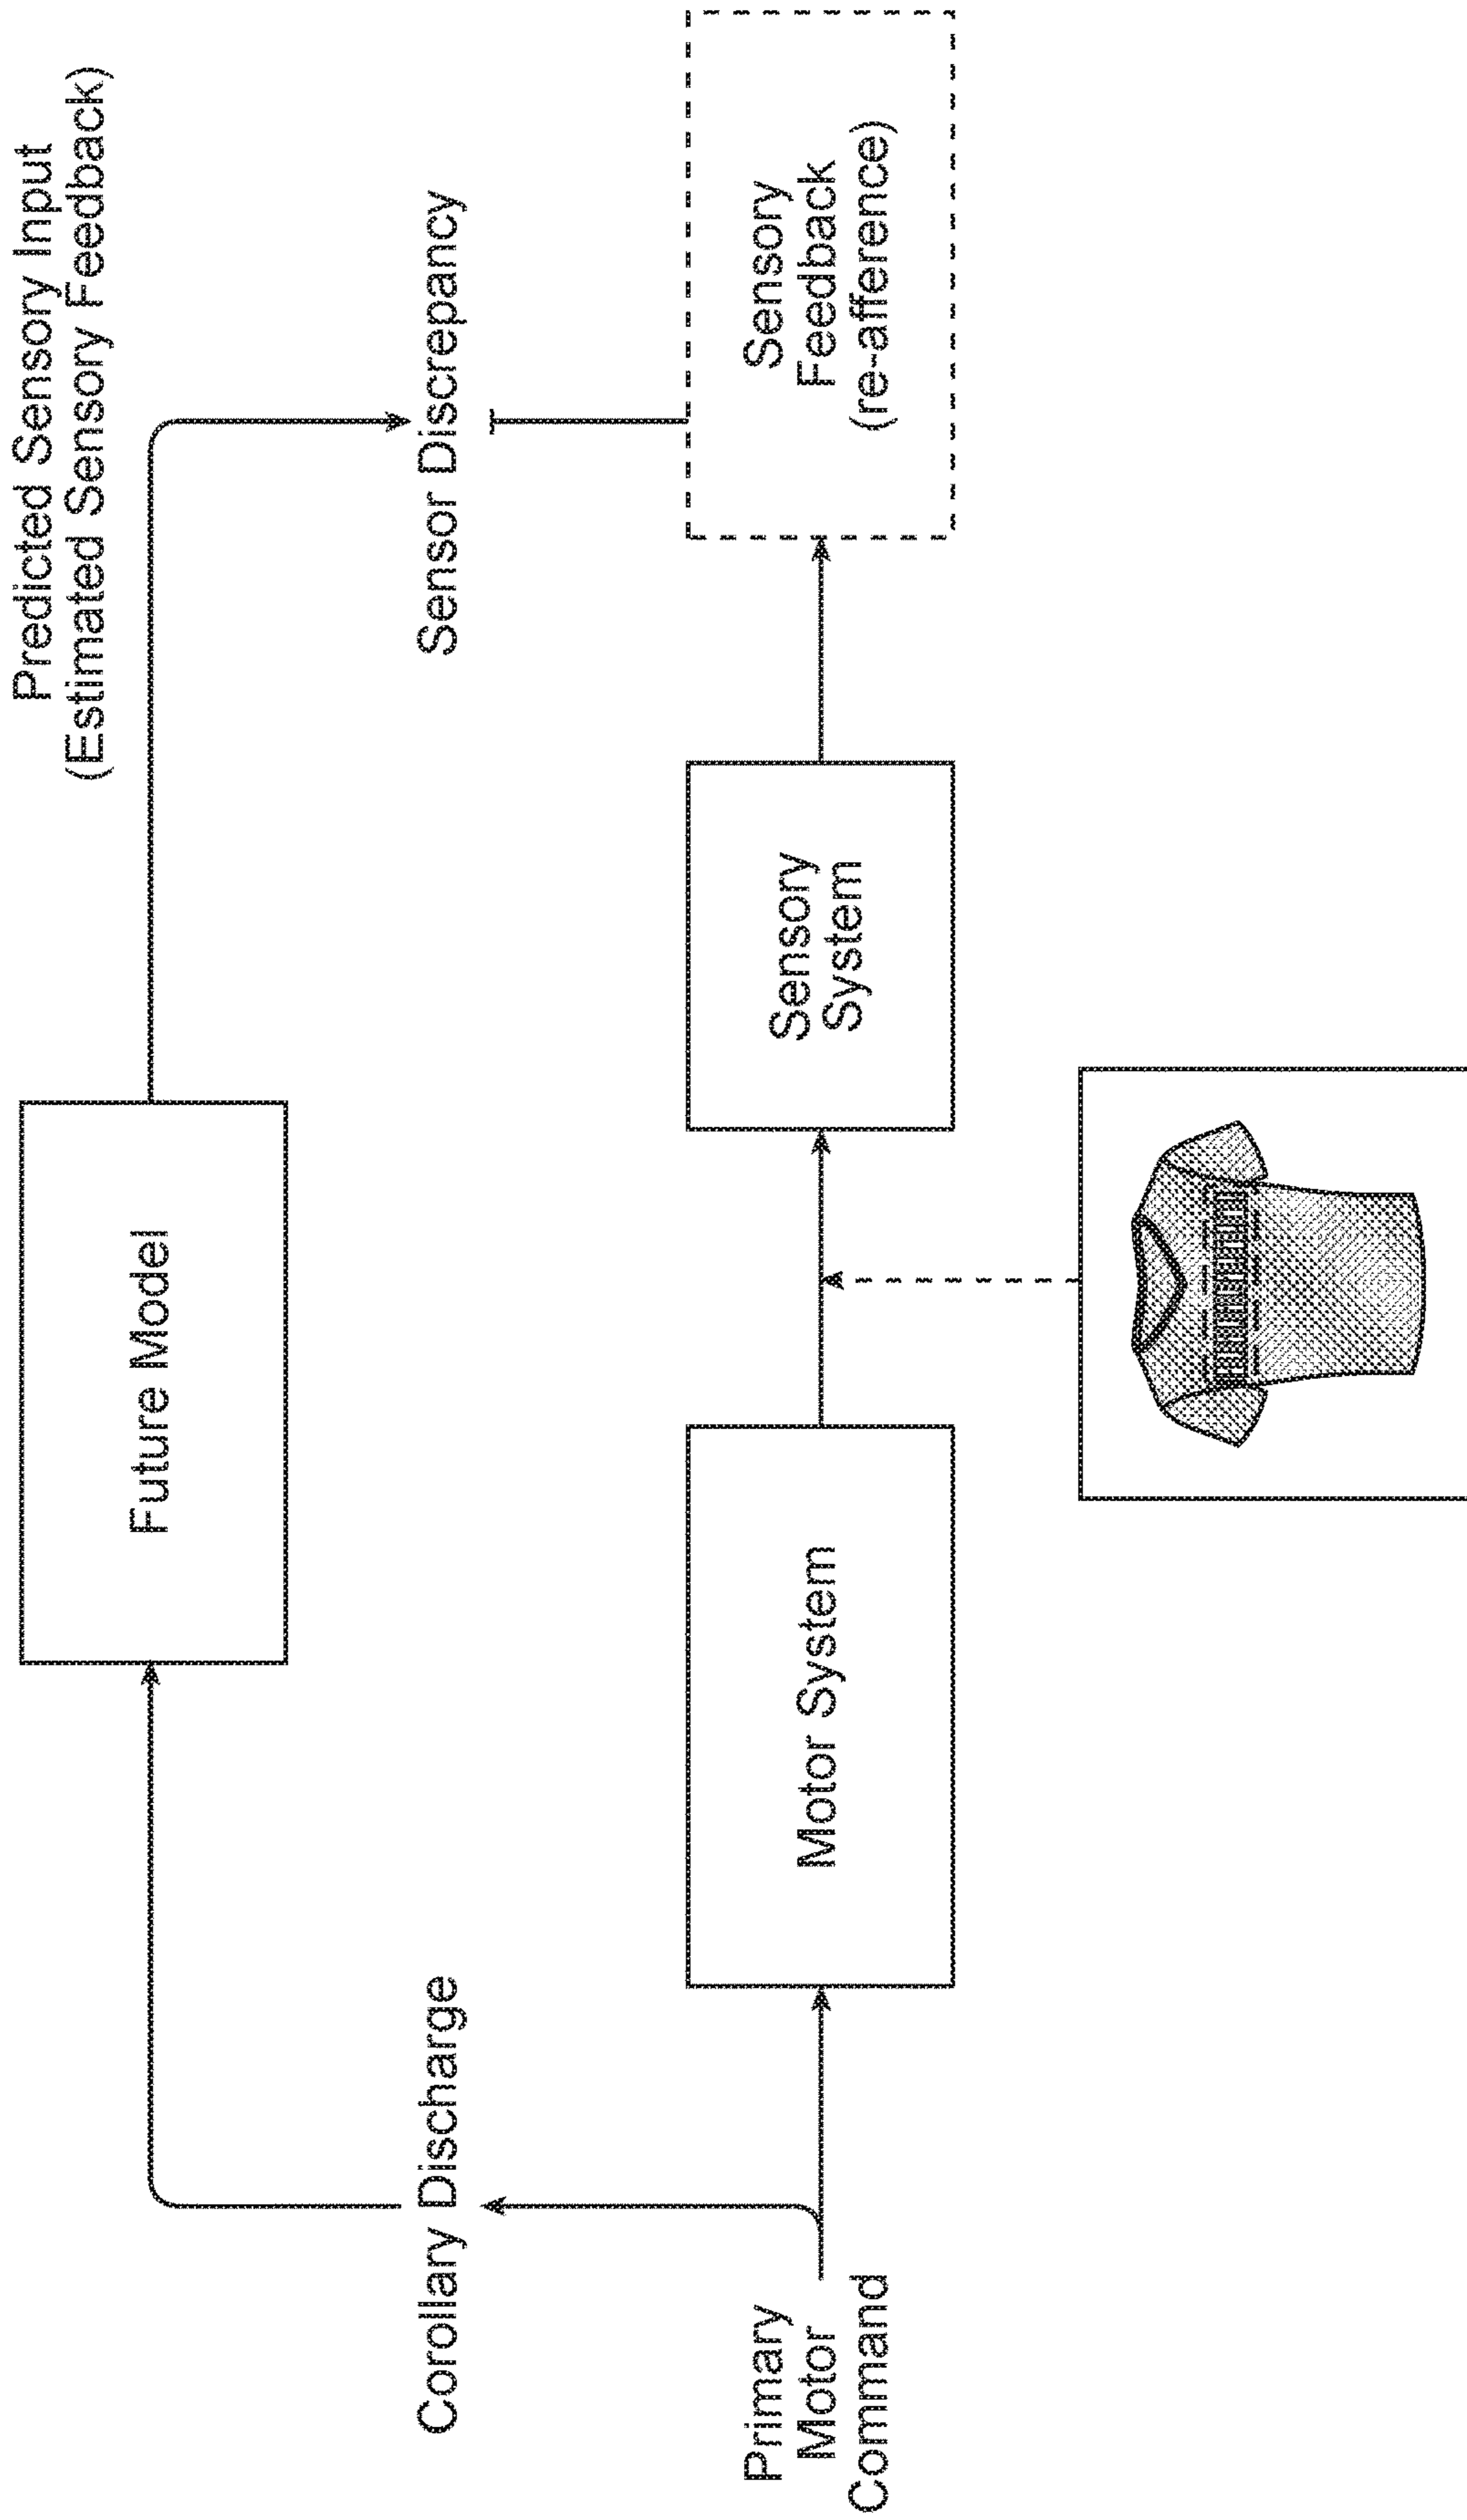 Predicted Sensory Input
(Estimated Sensory Feedback)
Future Model
Corollary Discharge
Sensor Discrepancy
Primary
Motor
Command
Motor System
Sensory
System
Sensory
Feedback
(re-afference)